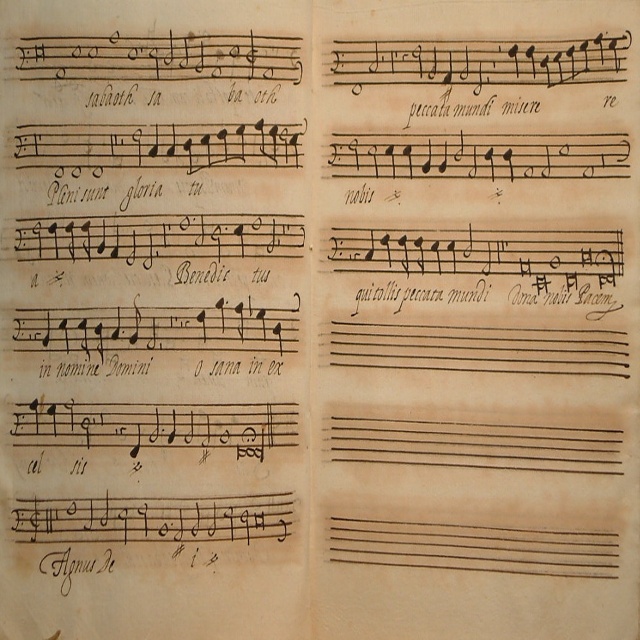 sabaoth sa ba oth
Pleni sunt gloria tu
a Benedic tus
in nomine Domini o sana in ex
cel sis
Agnus De i
peccata mundi misere re
nobis
qui tollis peccata mundi Dona nobis Pacem